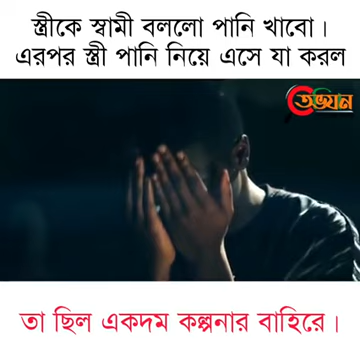 স্ত্রীকে স্বামী বললো পানি খাবো।
এরপর স্ত্রী পানি নিয়ে এসে যা করল
তা ছিল একদম কল্পনার বাহিরে।